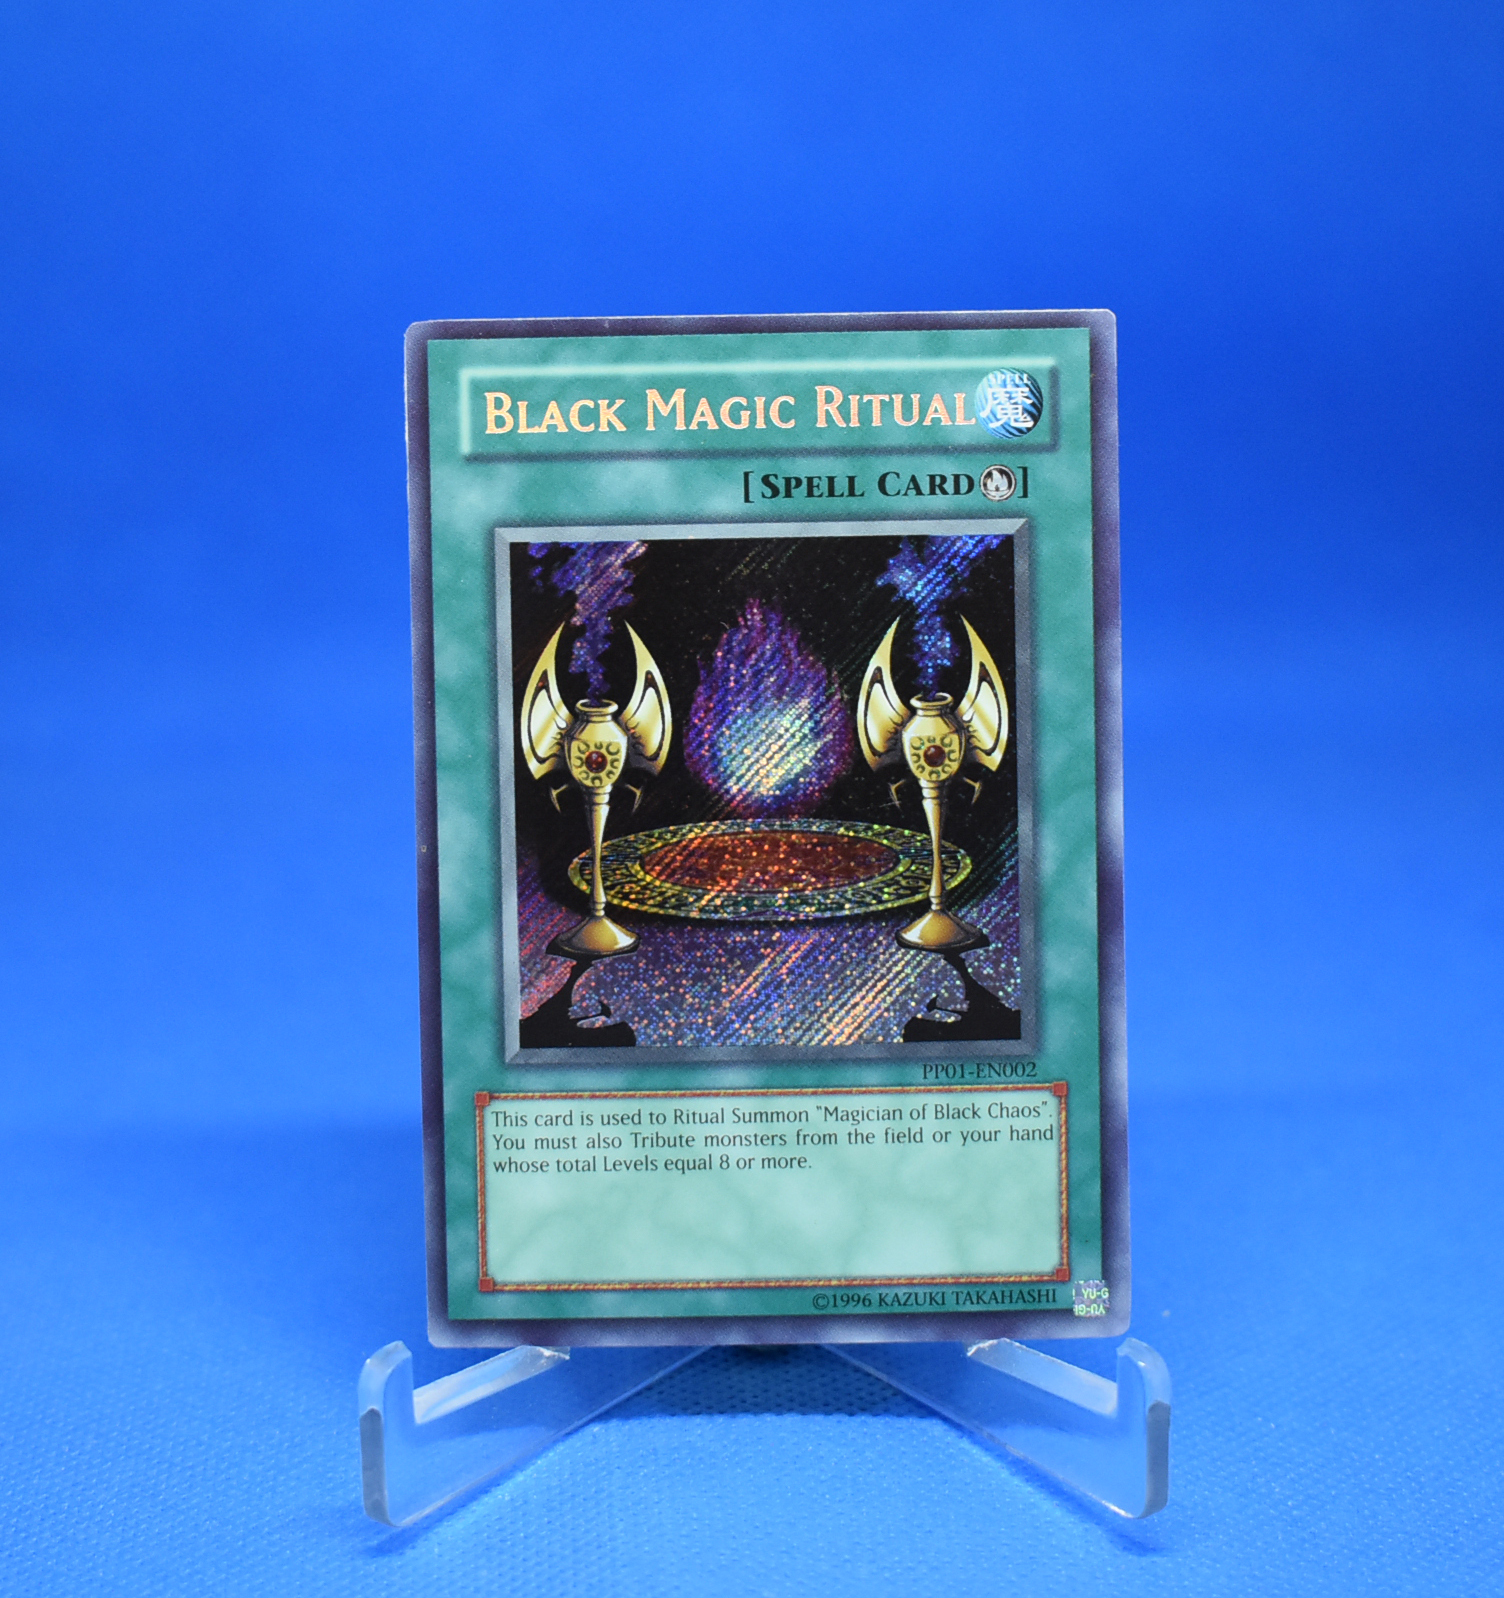 BLACK MAGIC RITUAL
SPELL
魔
[SPELL CARD]
PP01-EN002
This card is used to Ritual Summon "Magician of Black Chaos".
You must also Tribute monsters from the field or your hand
whose total Levels equal 8 or more.
©1996 KAZUKI TAKAHASHI
YU-G